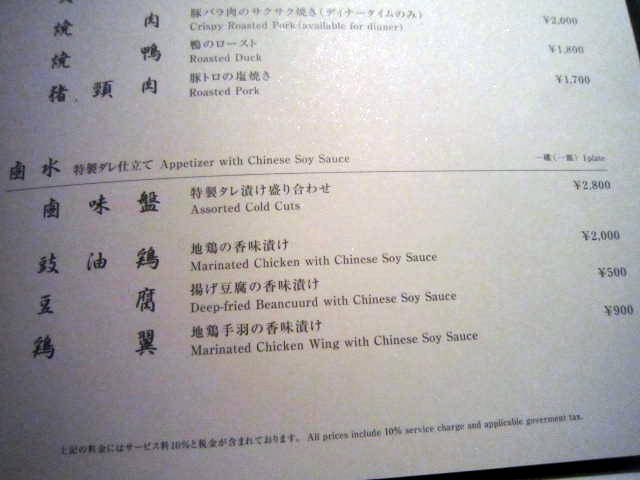 焼肉 豚バラ肉のサクサク焼き(ディナータイムのみ) ¥2,000
Crispy Roasted Pork (available for dinner)
焼鴨 鴨のロースト ¥1,800
Roasted Duck
猪頸肉 豚トロの塩焼き ¥1,700
Roasted Pork
鹵水 特製ダレ仕立て Appetizer with Chinese Soy Sauce 一碟(一皿) 1plate
鹵味盤 特製タレ漬け盛り合わせ ¥2,800
Assorted Cold Cuts
豉油鶏 地鶏の香味漬け ¥2,000
Marinated Chicken with Chinese Soy Sauce
豆腐 揚げ豆腐の香味漬け ¥500
Deep-fried Beancuurd with Chinese Soy Sauce
鶏翼 地鶏手羽の香味漬け ¥900
Marinated Chicken Wing with Chinese Soy Sauce
上記の料金にはサービス料10%と税金が含まれております。 All prices include 10% service charge and applicable goverment tax.